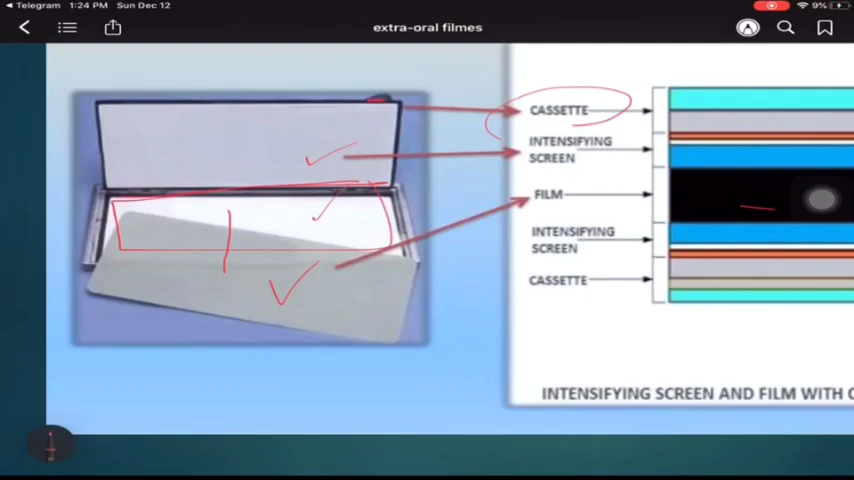 Telegram 1:24 PM Sun Dec 12
9%
extra-oral filmes
CASSETTE
INTENSIFYING
SCREEN
FILM
INTENSIFYING
SCREEN
CASSETTE
INTENSIFYING SCREEN AND FILM WITH